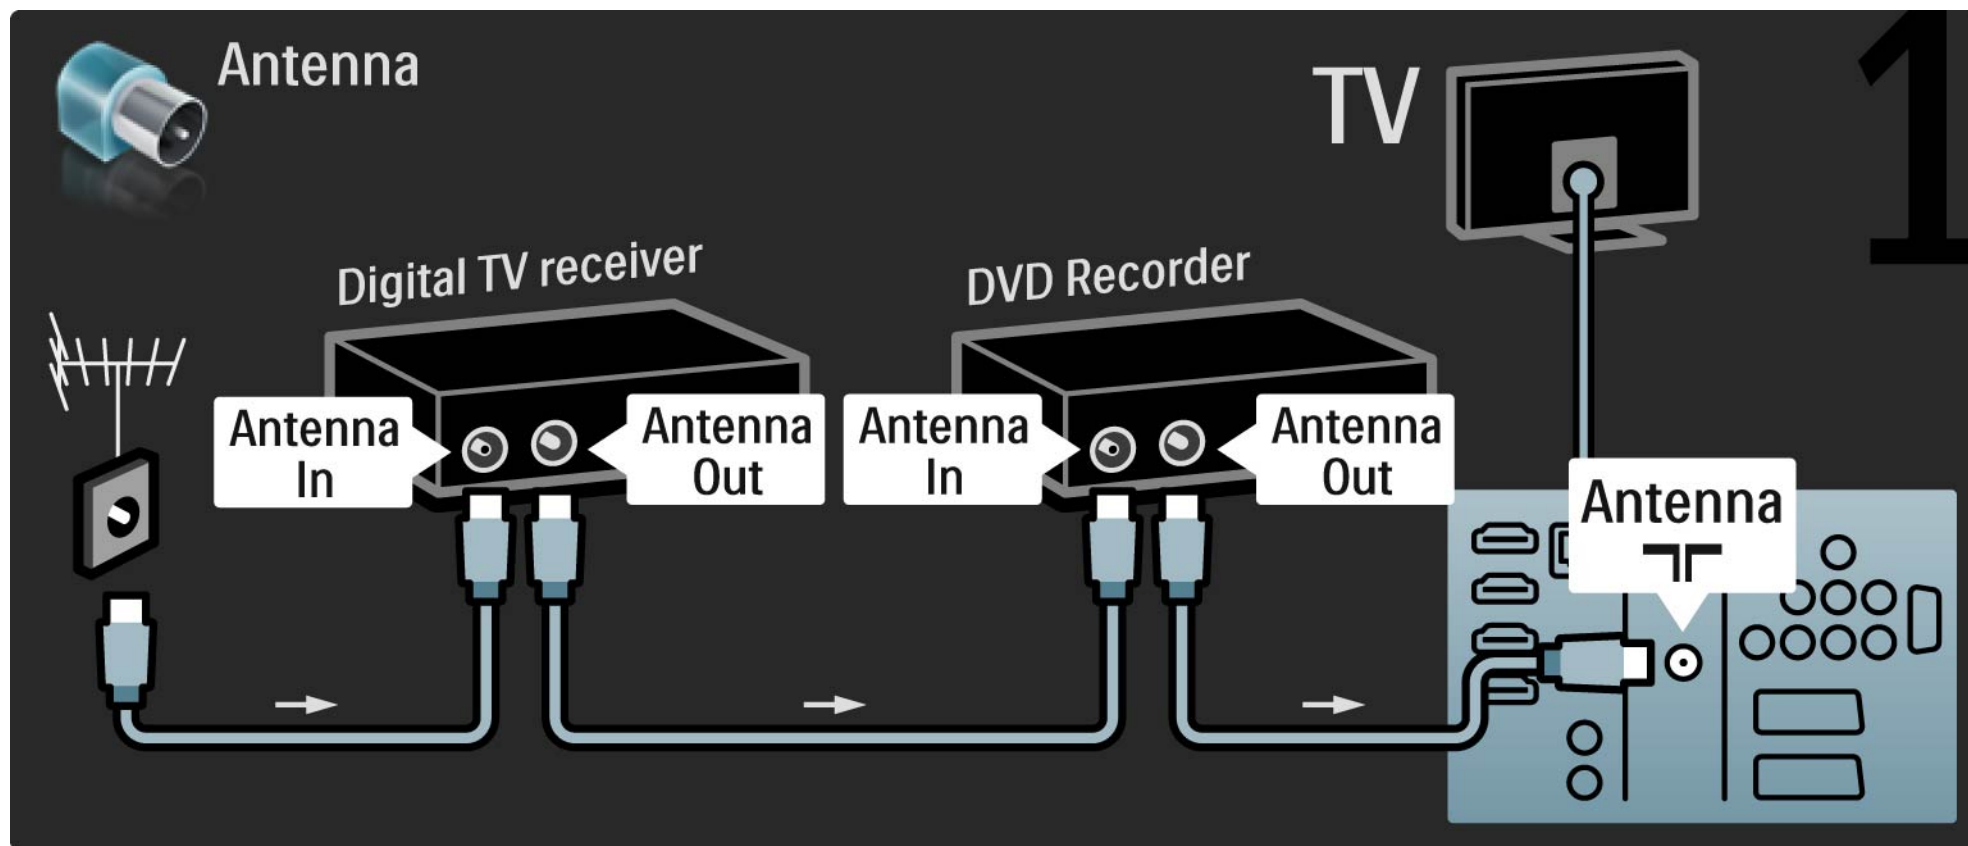 Antenna
TV
1
Digital TV receiver
DVD Recorder
Antenna
In
Antenna
Out
Antenna
In
Antenna
Out
Antenna